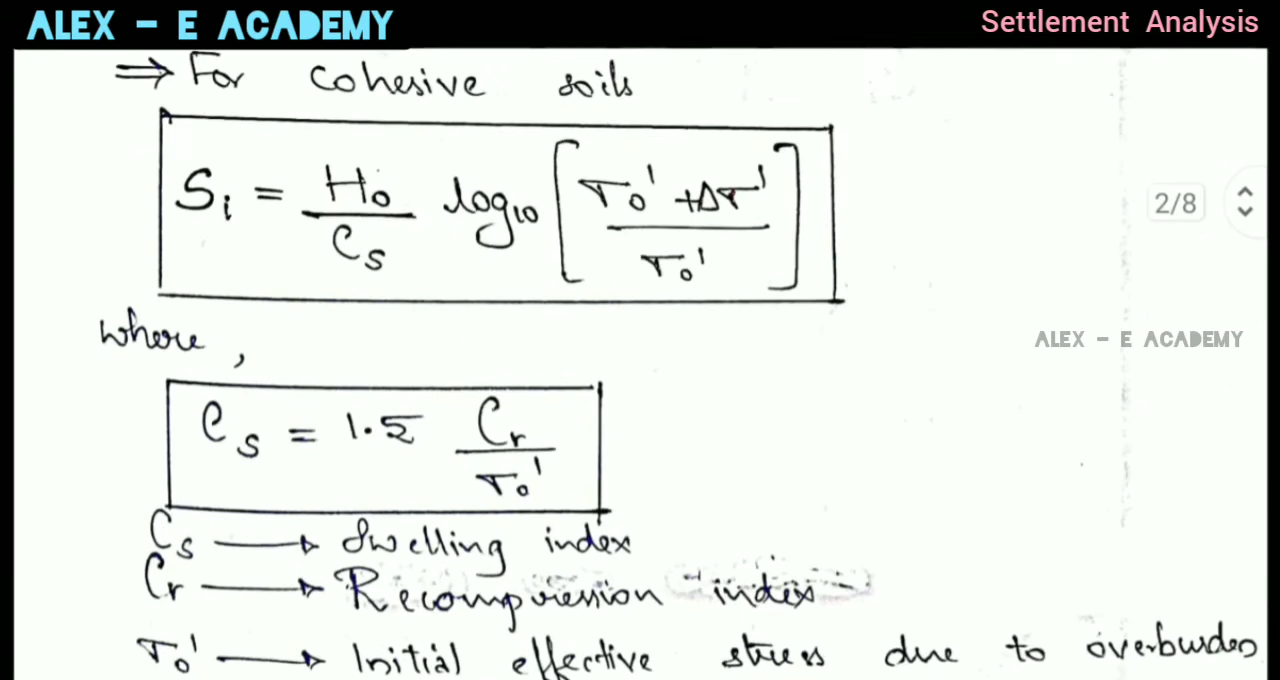 ALEX - E ACADEMY
Settlement Analysis
⇒ For cohesive soils
Si = H₀/Cs log₁₀ [ (σ₀' + Δσ') / σ₀' ]
2/8
where,
ALEX - E ACADEMY
Cs = 1.5 Cr/σ₀'
Cs → Swelling index
Cr → Recompression index
σ₀' → Initial effective stress due to overburden